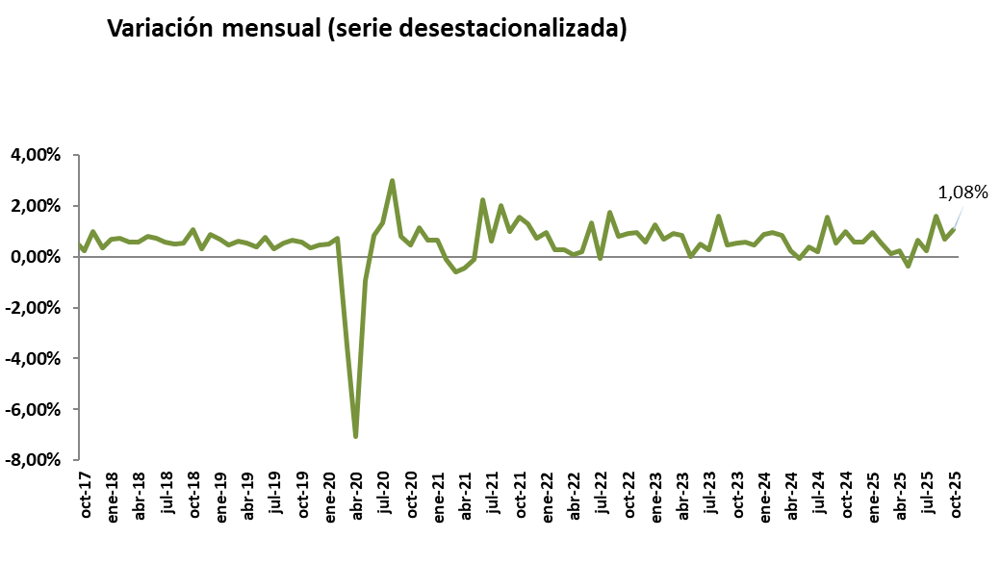 Variación mensual (serie desestacionalizada)
4,00%
2,00%
0,00%
-2,00%
-4,00%
-6,00%
-8,00%
1,08%
oct-17
ene-18
abr-18
jul-18
oct-18
ene-19
abr-19
jul-19
oct-19
ene-20
abr-20
jul-20
oct-20
ene-21
abr-21
jul-21
oct-21
ene-22
abr-22
jul-22
oct-22
ene-23
abr-23
jul-23
oct-23
ene-24
abr-24
jul-24
oct-24
ene-25
abr-25
jul-25
oct-25